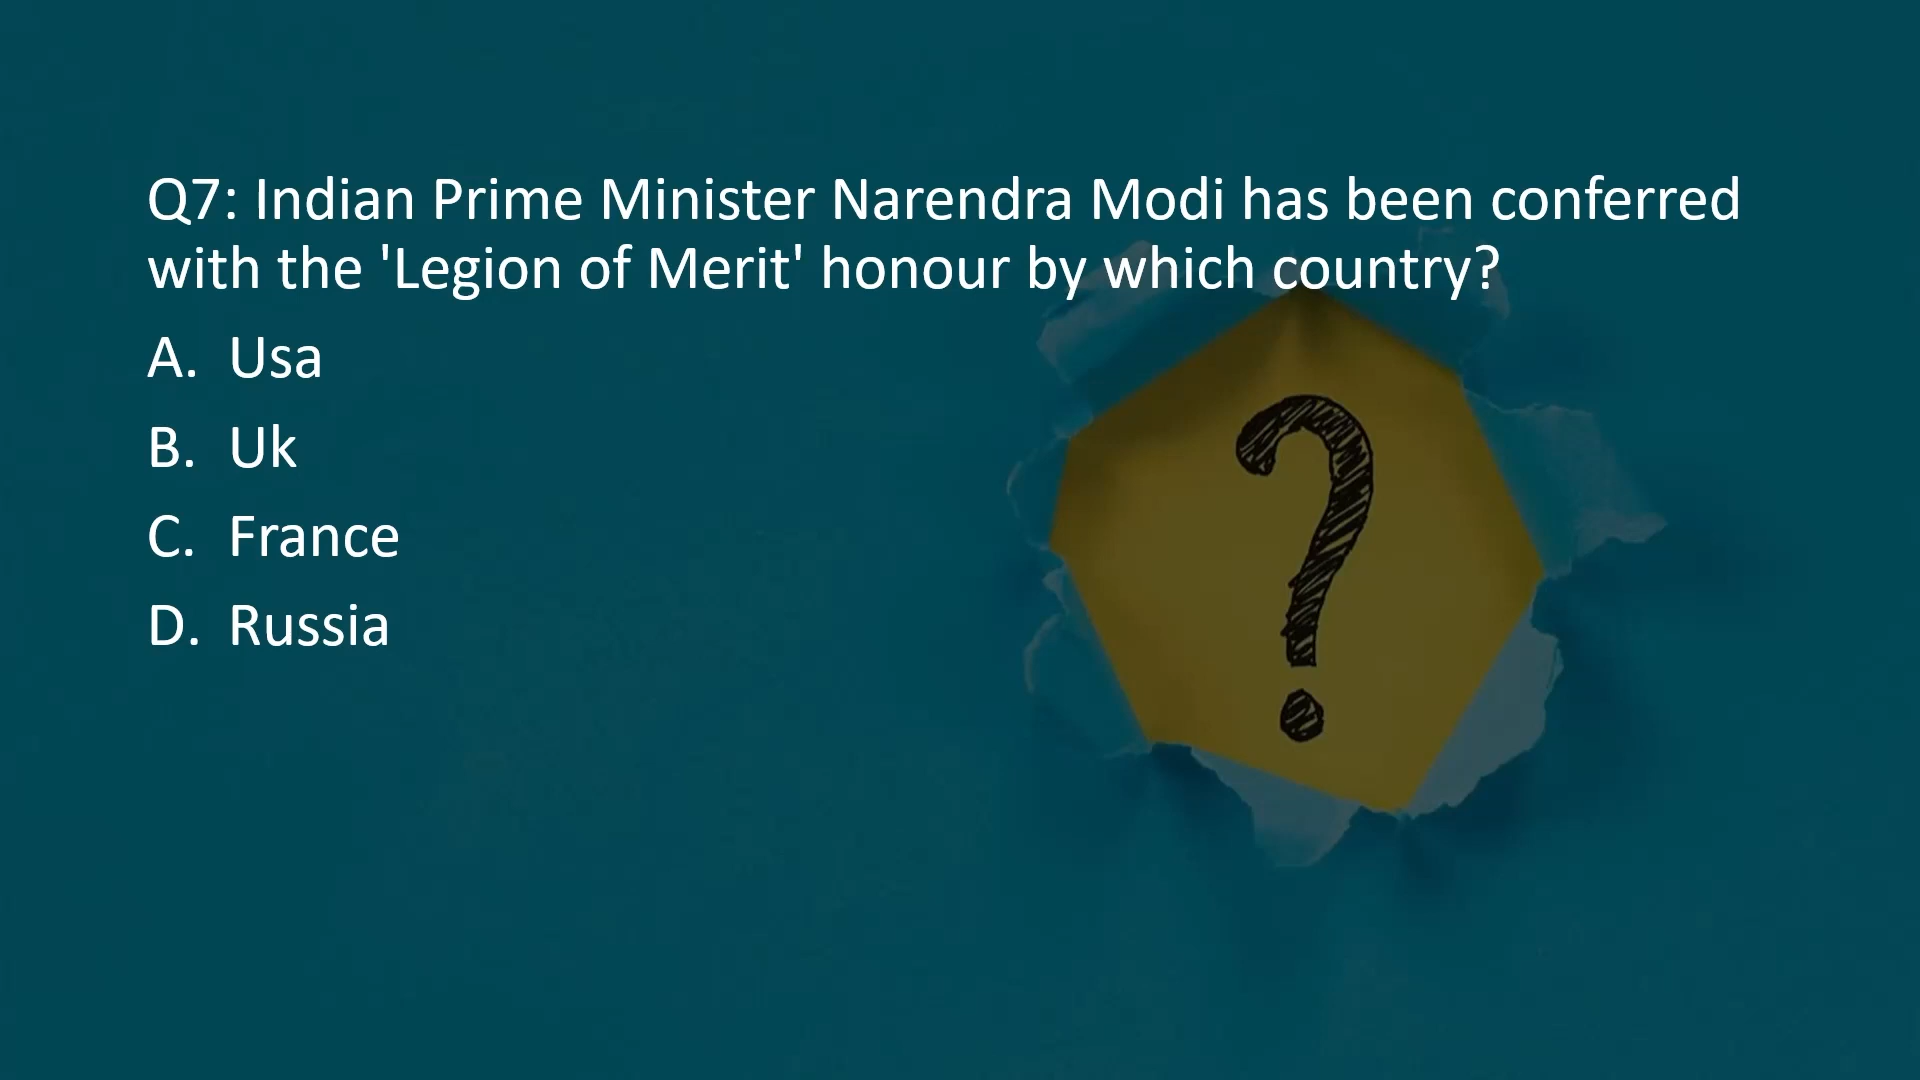 Q7: Indian Prime Minister Narendra Modi has been conferred
with the 'Legion of Merit' honour by which country?
A. Usa
B. Uk
C. France
D. Russia
?